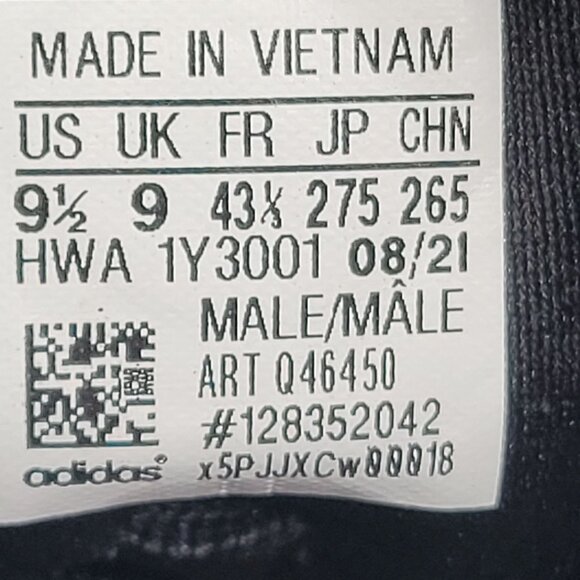 MADE IN VIETNAM
US UK FR JP CHN
9½ 9 43⅓ 275 265
HWA 1Y3001 08/21
MALE/MÂLE
ART Q46450
#128352042
adidas® x5PJJXCw00018